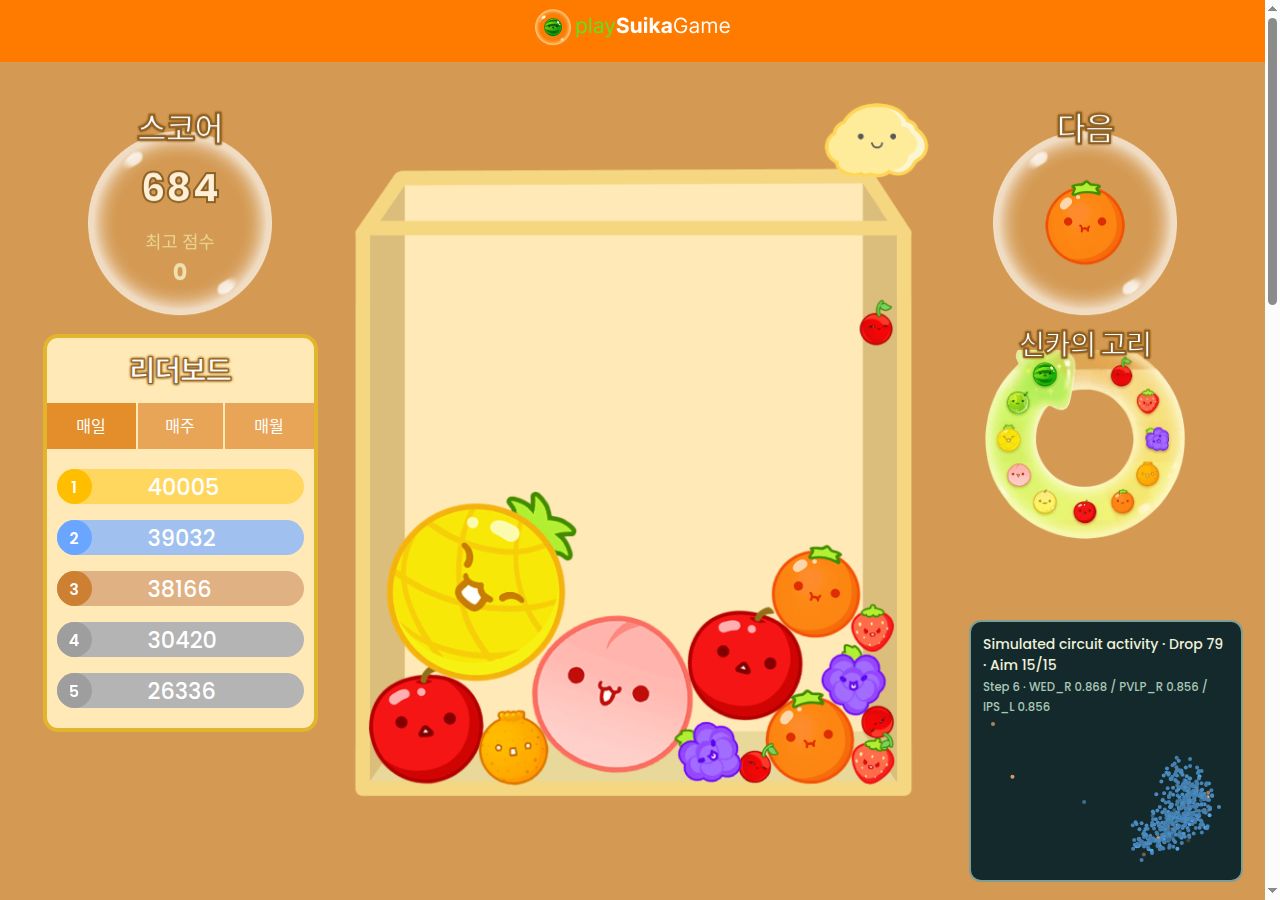 playSuikaGame
스코어
684
최고 점수
0
리더보드
매일 매주 매월
1 40005
2 39032
3 38166
4 30420
5 26336
다음
신카의 고리
Simulated circuit activity · Drop 79
· Aim 15/15
Step 6 · WED_R 0.868 / PVLP_R 0.856 /
IPS_L 0.856